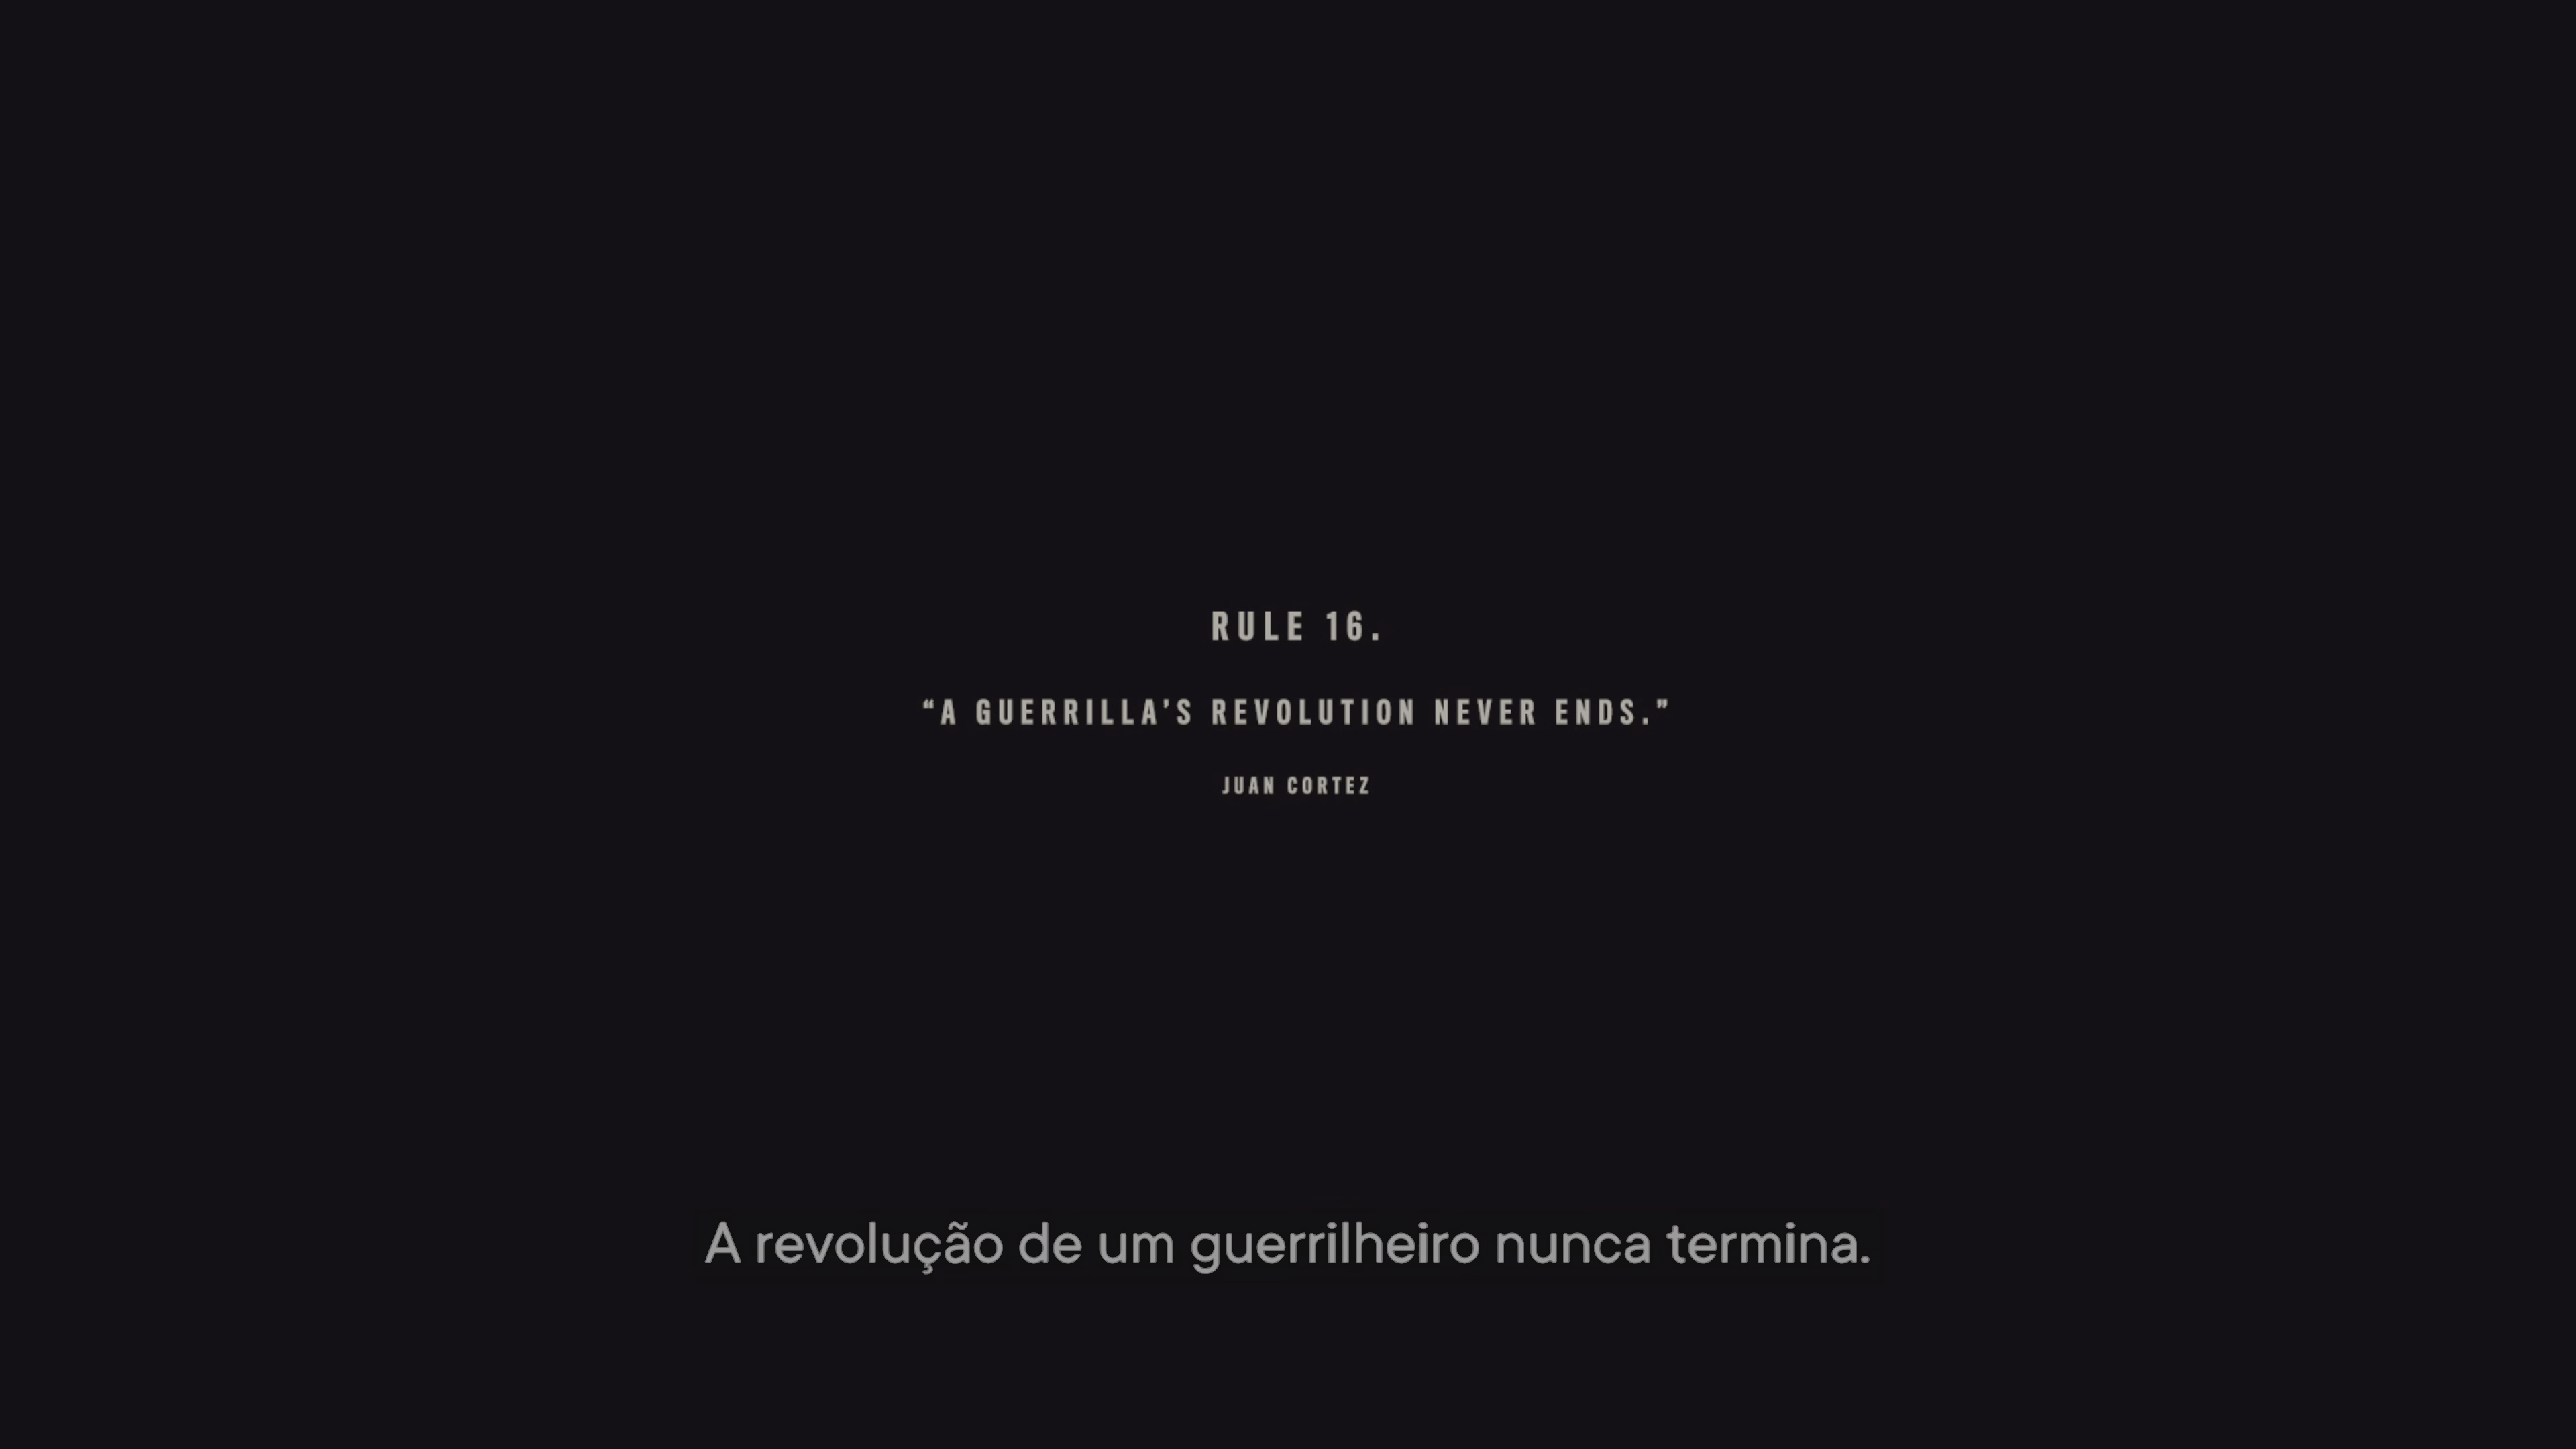 RULE 16.
“A GUERRILLA’S REVOLUTION NEVER ENDS.”
JUAN CORTEZ
A revolução de um guerrilheiro nunca termina.